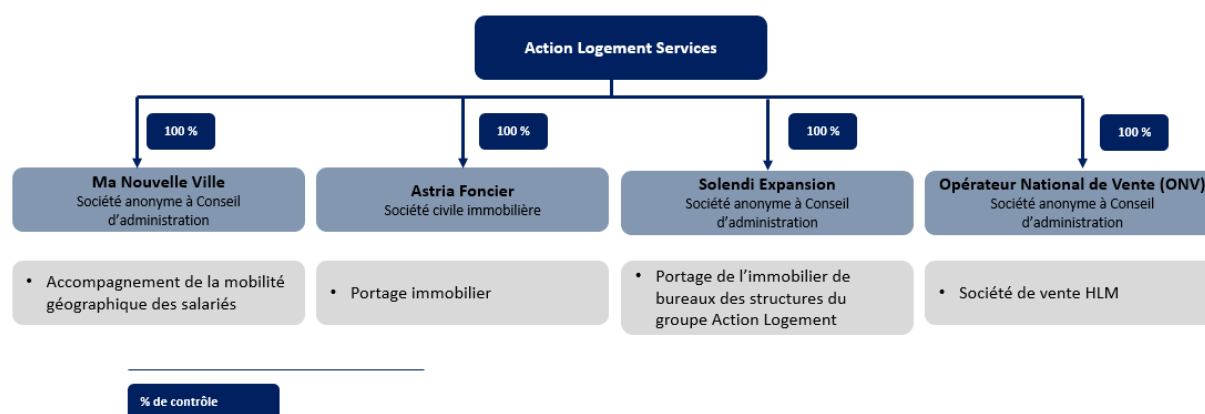 Action Logement Services
100 %
100 %
100 %
100 %
Ma Nouvelle Ville
Société anonyme à Conseil
d’administration
Astria Foncier
Société civile immobilière
Solendi Expansion
Société anonyme à Conseil
d’administration
Opérateur National de Vente (ONV)
Société anonyme à Conseil
d’administration
• Accompagnement de la mobilité
géographique des salariés
• Portage immobilier
• Portage de l’immobilier de
bureaux des structures du
groupe Action Logement
• Société de vente HLM
% de contrôle